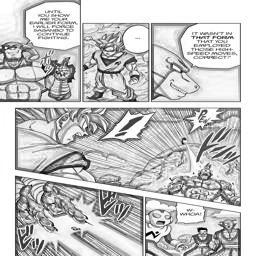 UNTIL
YOU SHOW
ME YOUR
EARLIER FORM,
I WILL FORCE
SAGANBO TO
CONTINUE
FIGHTING.
...
IT WASN'T IN
THAT FORM
THAT YOU
EMPLOYED
THOSE HIGH-
SPEED MOVES,
CORRECT?
!!
W-
WHOA!